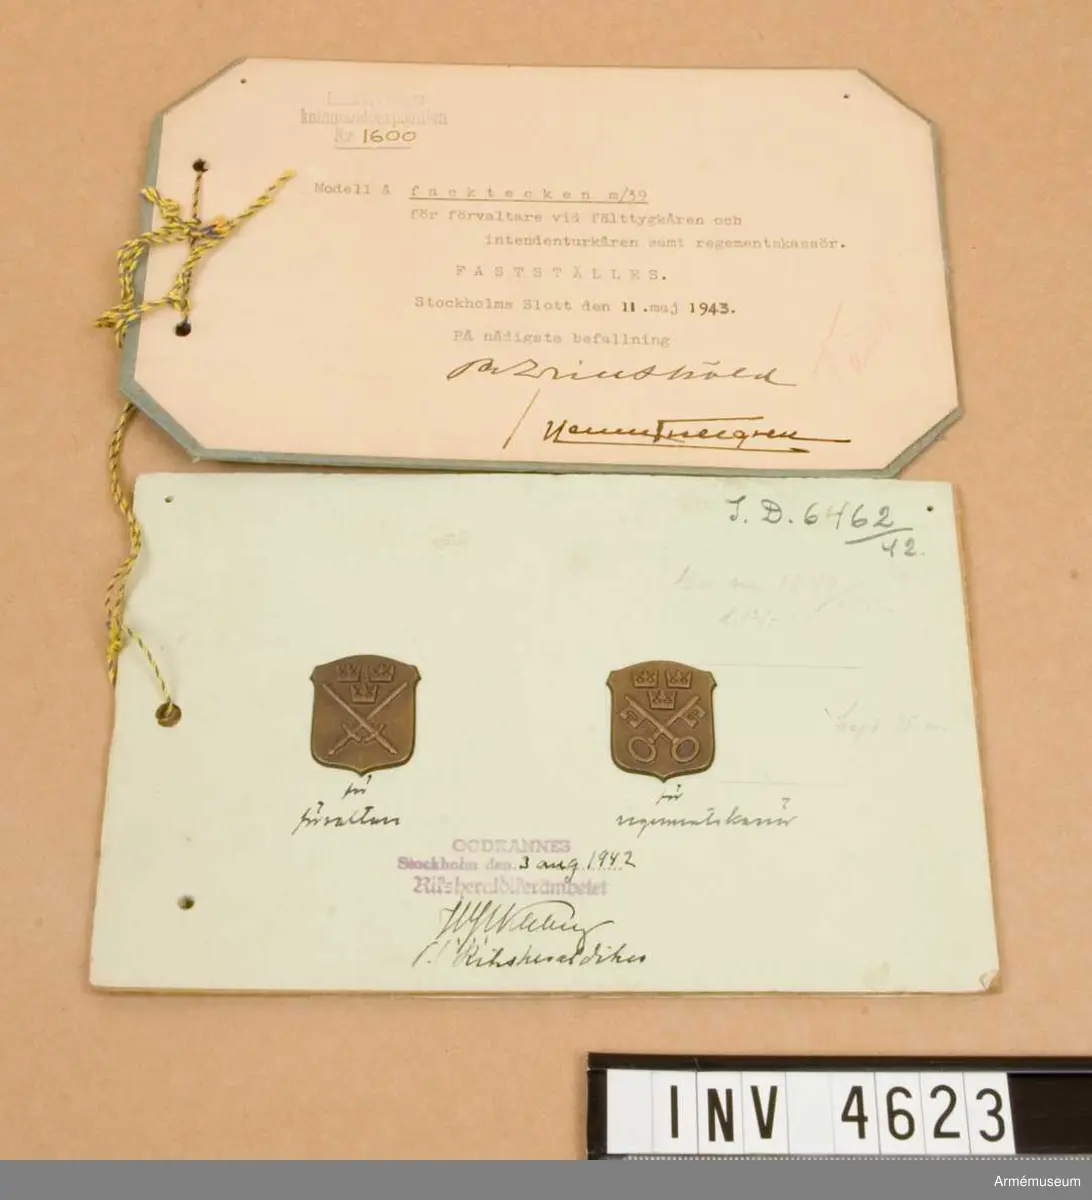 Nr 1600
Modell Å facktecken m/39
för förvaltare vid fälttygkåren och
intendenturkåren samt regementskassör.
FASTSTÄLLES.
Stockholms Slott den 11.maj 1943.
På nådigste befallning
J.D. 6462
/42.
för
förvaltare
för
regementskassör
GODKÄNNES
Stockholm den 3 aug 1942
Riksheraldikerämbetet
Riksheraldiker
INV 4623
Armémuseum